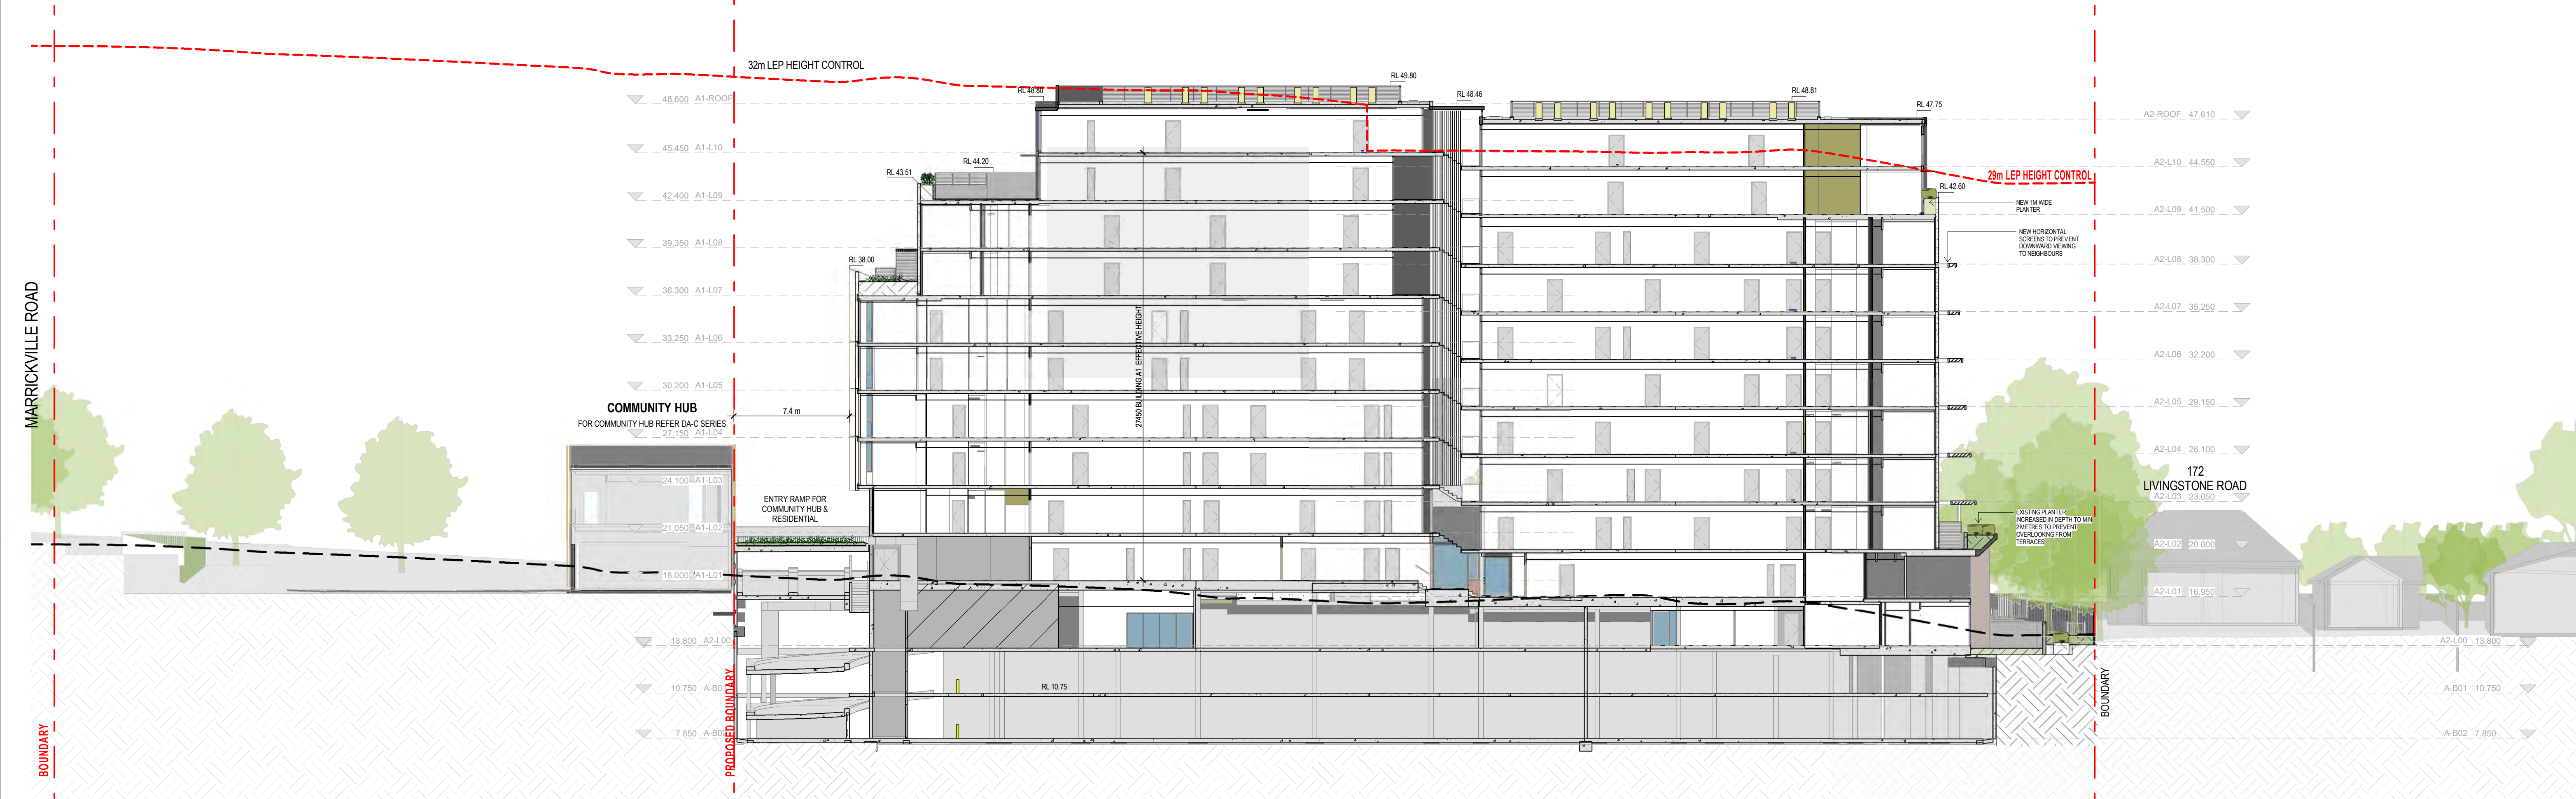 MARRICKVILLE ROAD
BOUNDARY
32m LEP HEIGHT CONTROL
48.600 A1-ROOF
45.450 A1-L10
42.400 A1-L09
39.350 A1-L08
36.300 A1-L07
33.250 A1-L06
30.200 A1-L05
COMMUNITY HUB
FOR COMMUNITY HUB REFER DA-C SERIES
27.150 A1-L04
24.100 A1-L03
21.050 A1-L02
18.000 A1-L01
13.800 A2-L00
10.750 A-B01
7.850 A-B02
PROPOSED BOUNDARY
7.4 m
ENTRY RAMP FOR
COMMUNITY HUB &
RESIDENTIAL
RL 38.00
RL 43.51
RL 44.20
RL 48.80
RL 49.80
RL 48.46
RL 48.81
RL 47.75
27450 BUILDING A1 EFFECTIVE HEIGHT
RL 10.75
29m LEP HEIGHT CONTROL
RL 42.60
NEW 1M WIDE
PLANTER
NEW HORIZONTAL
SCREENS TO PREVENT
DOWNWARD VIEWING
TO NEIGHBOURS
EXISTING PLANTER
INCREASED IN DEPTH TO MIN
2 METRES TO PREVENT
OVERLOOKING FROM
TERRACES
BOUNDARY
A2-ROOF 47.610
A2-L10 44.550
A2-L09 41.500
A2-L08 38.300
A2-L07 35.250
A2-L06 32.200
A2-L05 29.150
A2-L04 26.100
172
LIVINGSTONE ROAD
A2-L03 23.050
A2-L02 20.000
A2-L01 16.950
A2-L00 13.800
A-B01 10.750
A-B02 7.850